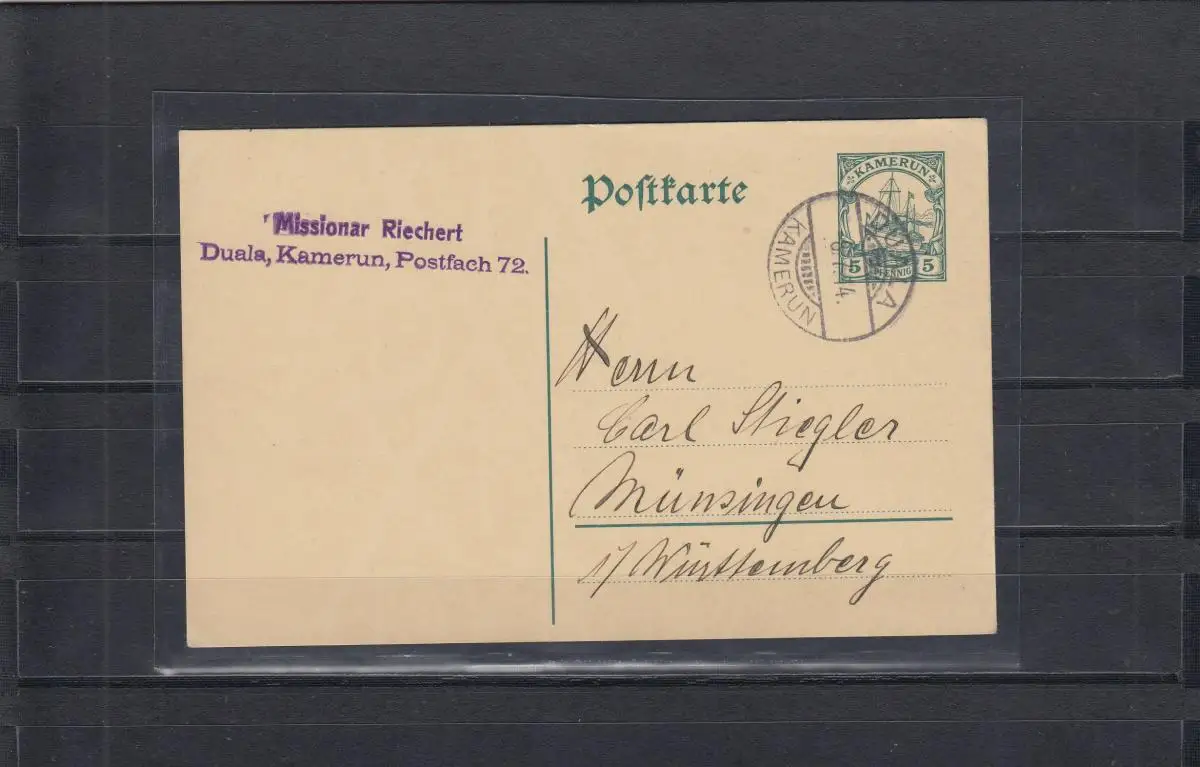 Missionar Riechert
Duala, Kamerun, Postfach 72.
Postkarte
KAMERUN
5 PFENNIG 5
KAMERUN
Herrn
Carl Stiegler
Münsingen
i/ Württemberg